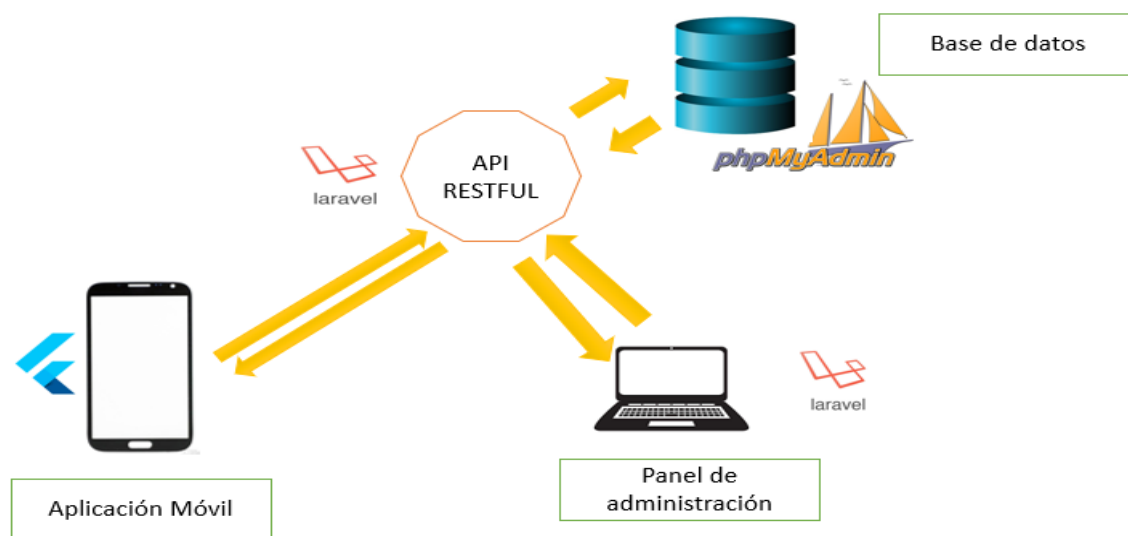 Base de datos
phpMyAdmin
API
RESTFUL
laravel
laravel
Panel de
administración
Aplicación Móvil